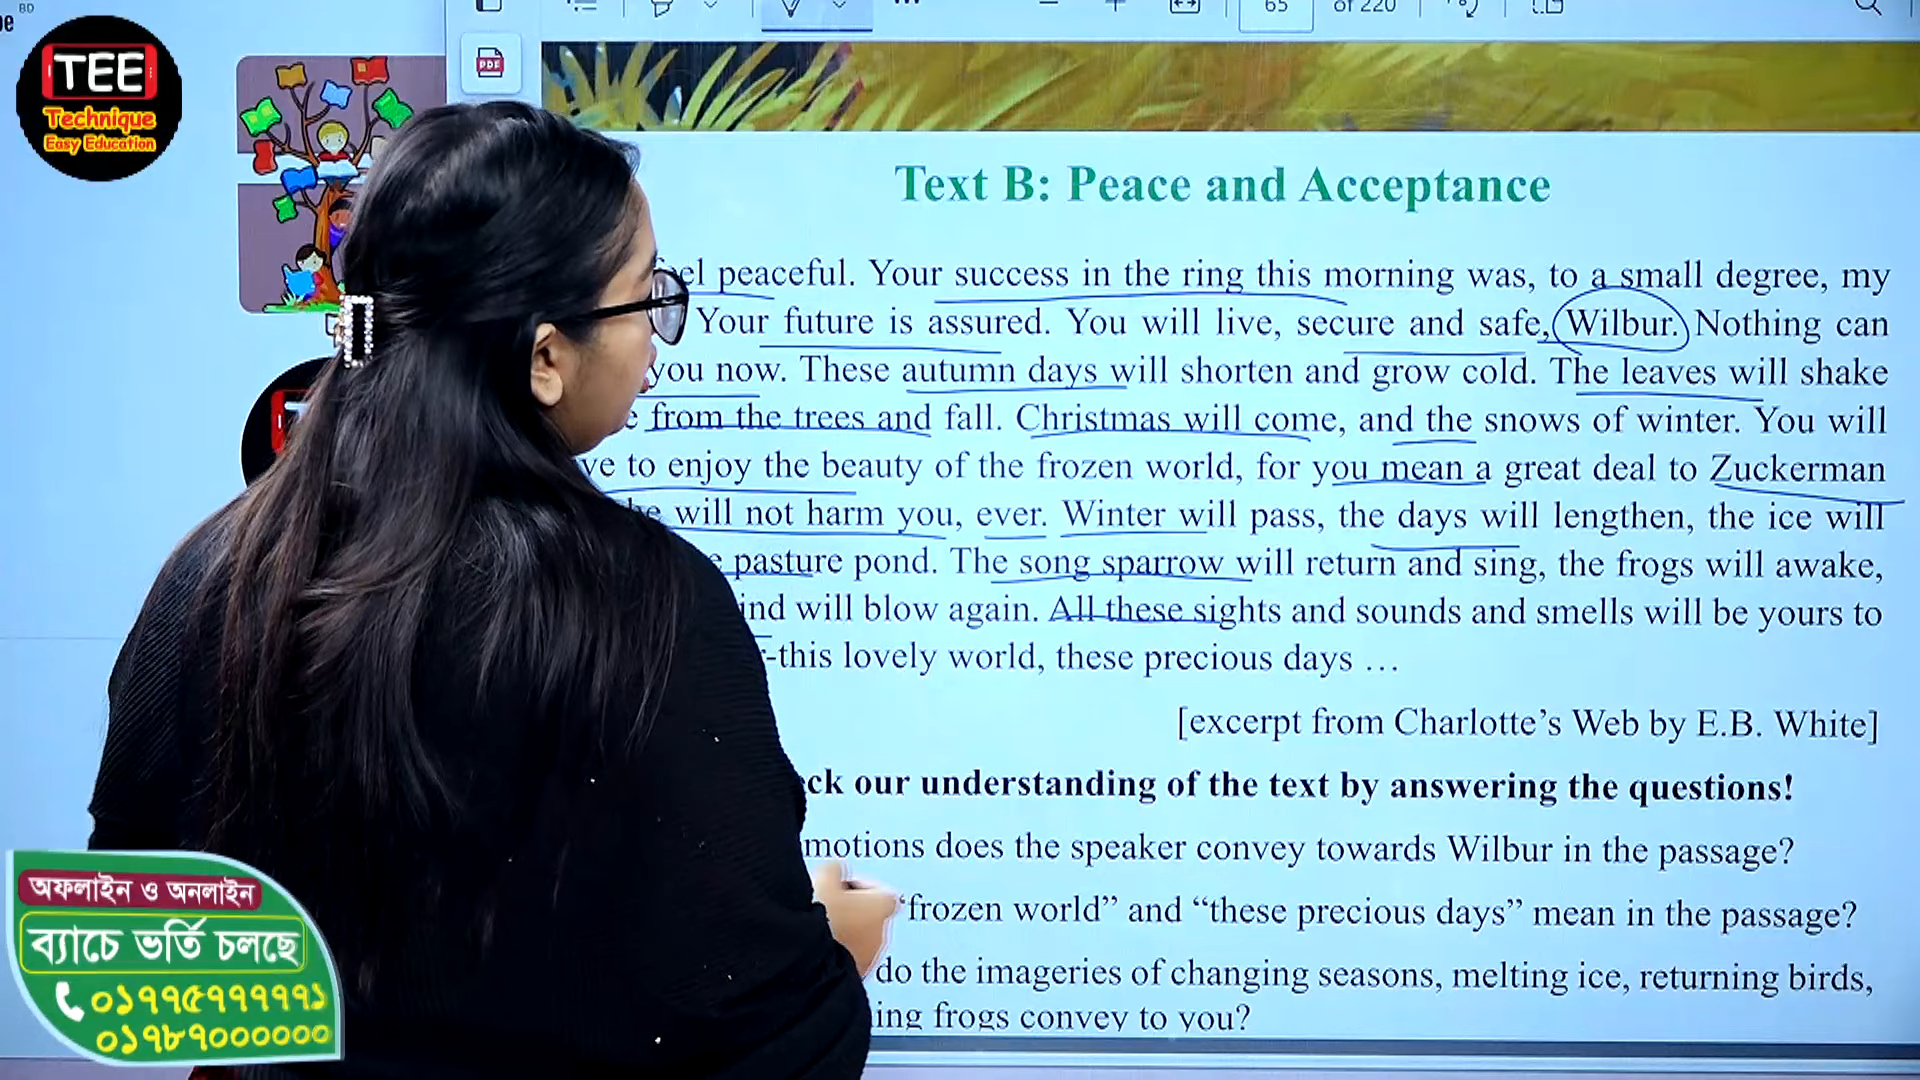 BD
TEE
Technique
Easy Education
PDF
65
of 220
Text B: Peace and Acceptance
peaceful. Your success in the ring this morning was, to a small degree, my
Your future is assured. You will live, secure and safe, Wilbur. Nothing can
you now. These autumn days will shorten and grow cold. The leaves will shake
from the trees and fall. Christmas will come, and the snows of winter. You will
to enjoy the beauty of the frozen world, for you mean a great deal to Zuckerman
will not harm you, ever. Winter will pass, the days will lengthen, the ice will
pasture pond. The song sparrow will return and sing, the frogs will awake,
will blow again. All these sights and sounds and smells will be yours to
-this lovely world, these precious days …
[excerpt from Charlotte’s Web by E.B. White]
our understanding of the text by answering the questions!
does the speaker convey towards Wilbur in the passage?
“frozen world” and “these precious days” mean in the passage?
do the imageries of changing seasons, melting ice, returning birds,
frogs convey to you?
অফলাইন ও অনলাইন
ব্যাচে ভর্তি চলছে
০১৭৭৫৭৭৭৭৭১
০১৭৮৭০০০০০০